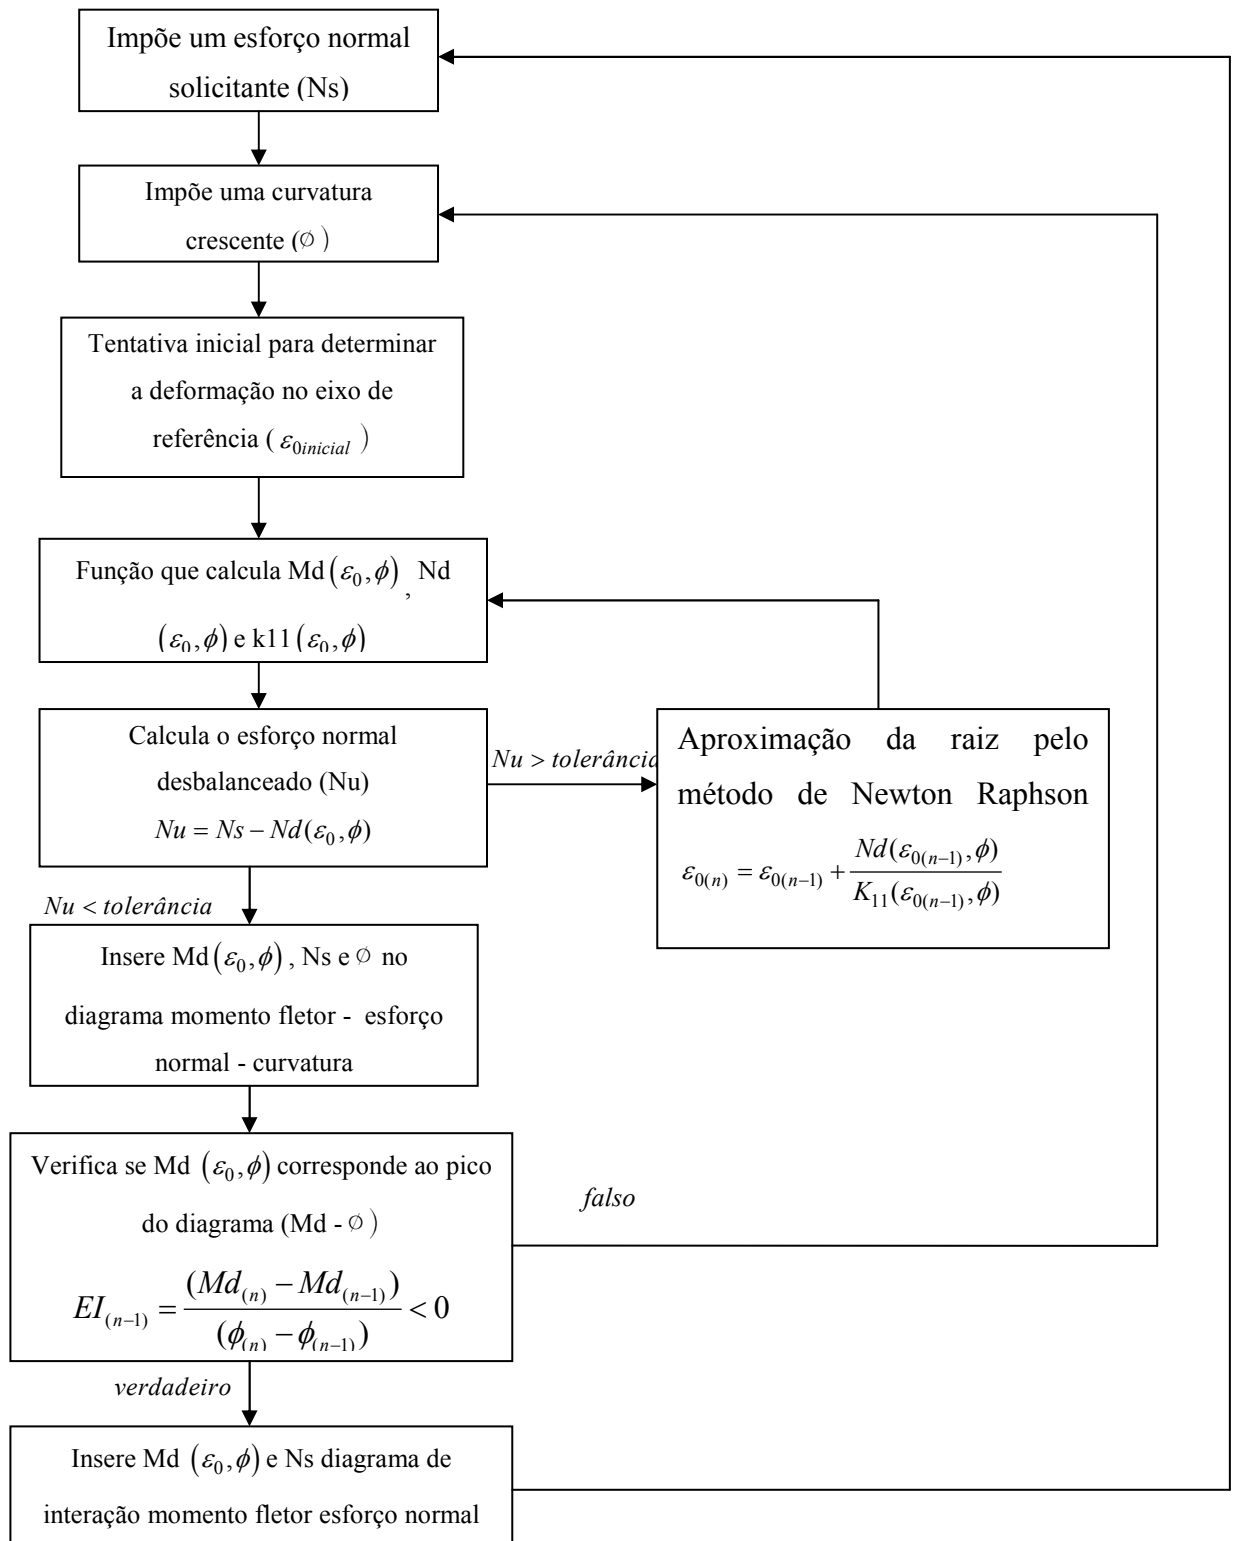 Impõe um esforço normal
solicitante (Ns)
Impõe uma curvatura
crescente (∅ )
Tentativa inicial para determinar
a deformação no eixo de
referência ( ε0inicial )
Função que calcula Md(ε0,ϕ) , Nd
(ε0,ϕ) e k11(ε0,ϕ)
Calcula o esforço normal
desbalanceado (Nu)
Nu = Ns − Nd(ε0,ϕ)
Nu > tolerância
Aproximação da raiz pelo
método de Newton Raphson
ε0(n) = ε0(n−1) + Nd(ε0(n−1),ϕ) / K11(ε0(n−1),ϕ)
Nu < tolerância
Insere Md(ε0,ϕ) , Ns e ∅ no
diagrama momento fletor - esforço
normal - curvatura
Verifica se Md (ε0,ϕ) corresponde ao pico
do diagrama (Md - ∅ )
EI(n−1) = (Md(n) − Md(n−1)) / (ϕ(n) − ϕ(n−1)) < 0
falso
verdadeiro
Insere Md (ε0,ϕ) e Ns diagrama de
interação momento fletor esforço normal